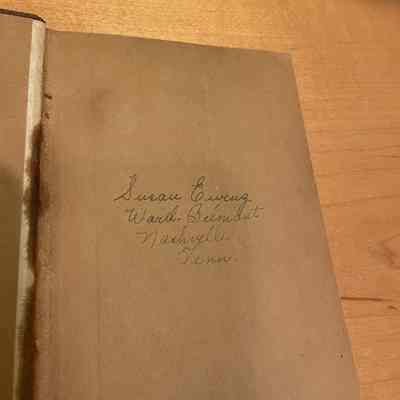 Susan Ewing
Ward-Belmont
Nashville
Tenn.